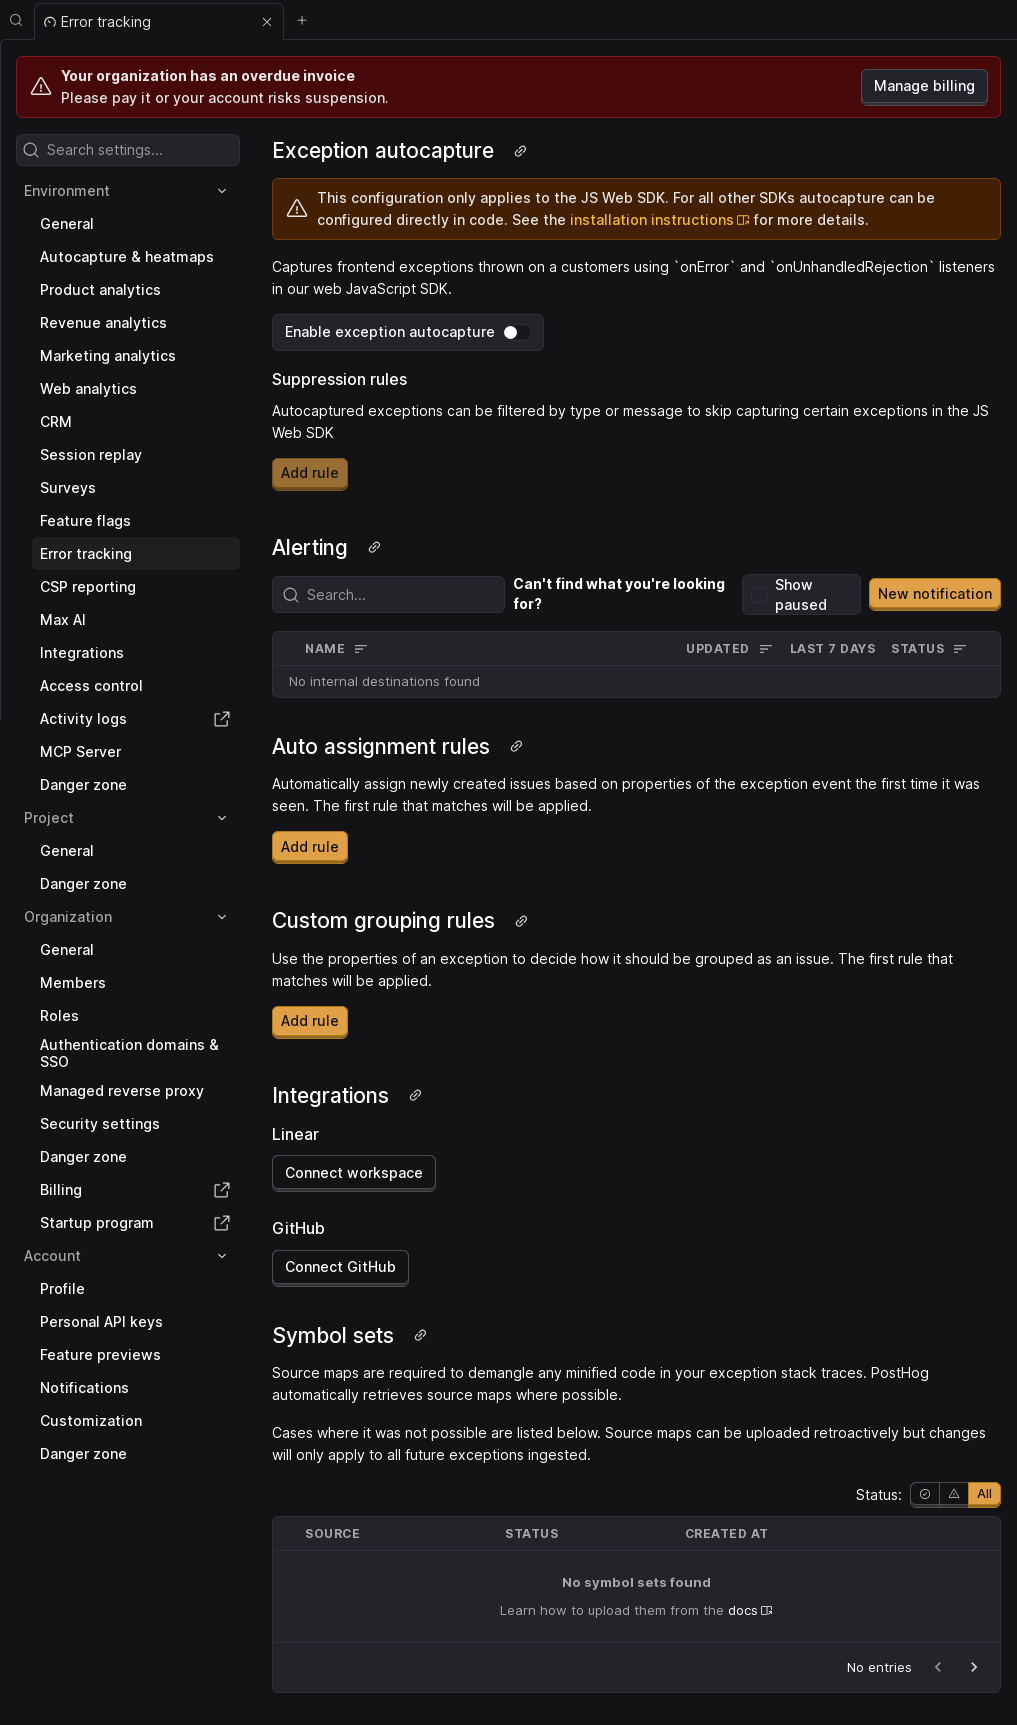 Error tracking
Your organization has an overdue invoice
Please pay it or your account risks suspension.
Manage billing
Search settings...
Environment
General
Autocapture & heatmaps
Product analytics
Revenue analytics
Marketing analytics
Web analytics
CRM
Session replay
Surveys
Feature flags
Error tracking
CSP reporting
Max AI
Integrations
Access control
Activity logs
MCP Server
Danger zone
Project
General
Danger zone
Organization
General
Members
Roles
Authentication domains &
SSO
Managed reverse proxy
Security settings
Danger zone
Billing
Startup program
Account
Profile
Personal API keys
Feature previews
Notifications
Customization
Danger zone
Exception autocapture
This configuration only applies to the JS Web SDK. For all other SDKs autocapture can be
configured directly in code. See the installation instructions for more details.
Captures frontend exceptions thrown on a customers using `onError` and `onUnhandledRejection` listeners
in our web JavaScript SDK.
Enable exception autocapture
Suppression rules
Autocaptured exceptions can be filtered by type or message to skip capturing certain exceptions in the JS
Web SDK
Add rule
Alerting
Search...
Can't find what you're looking
for?
Show
paused
New notification
NAME UPDATED LAST 7 DAYS STATUS
No internal destinations found
Auto assignment rules
Automatically assign newly created issues based on properties of the exception event the first time it was
seen. The first rule that matches will be applied.
Add rule
Custom grouping rules
Use the properties of an exception to decide how it should be grouped as an issue. The first rule that
matches will be applied.
Add rule
Integrations
Linear
Connect workspace
GitHub
Connect GitHub
Symbol sets
Source maps are required to demangle any minified code in your exception stack traces. PostHog
automatically retrieves source maps where possible.
Cases where it was not possible are listed below. Source maps can be uploaded retroactively but changes
will only apply to all future exceptions ingested.
Status: All
SOURCE STATUS CREATED AT
No symbol sets found
Learn how to upload them from the docs
No entries